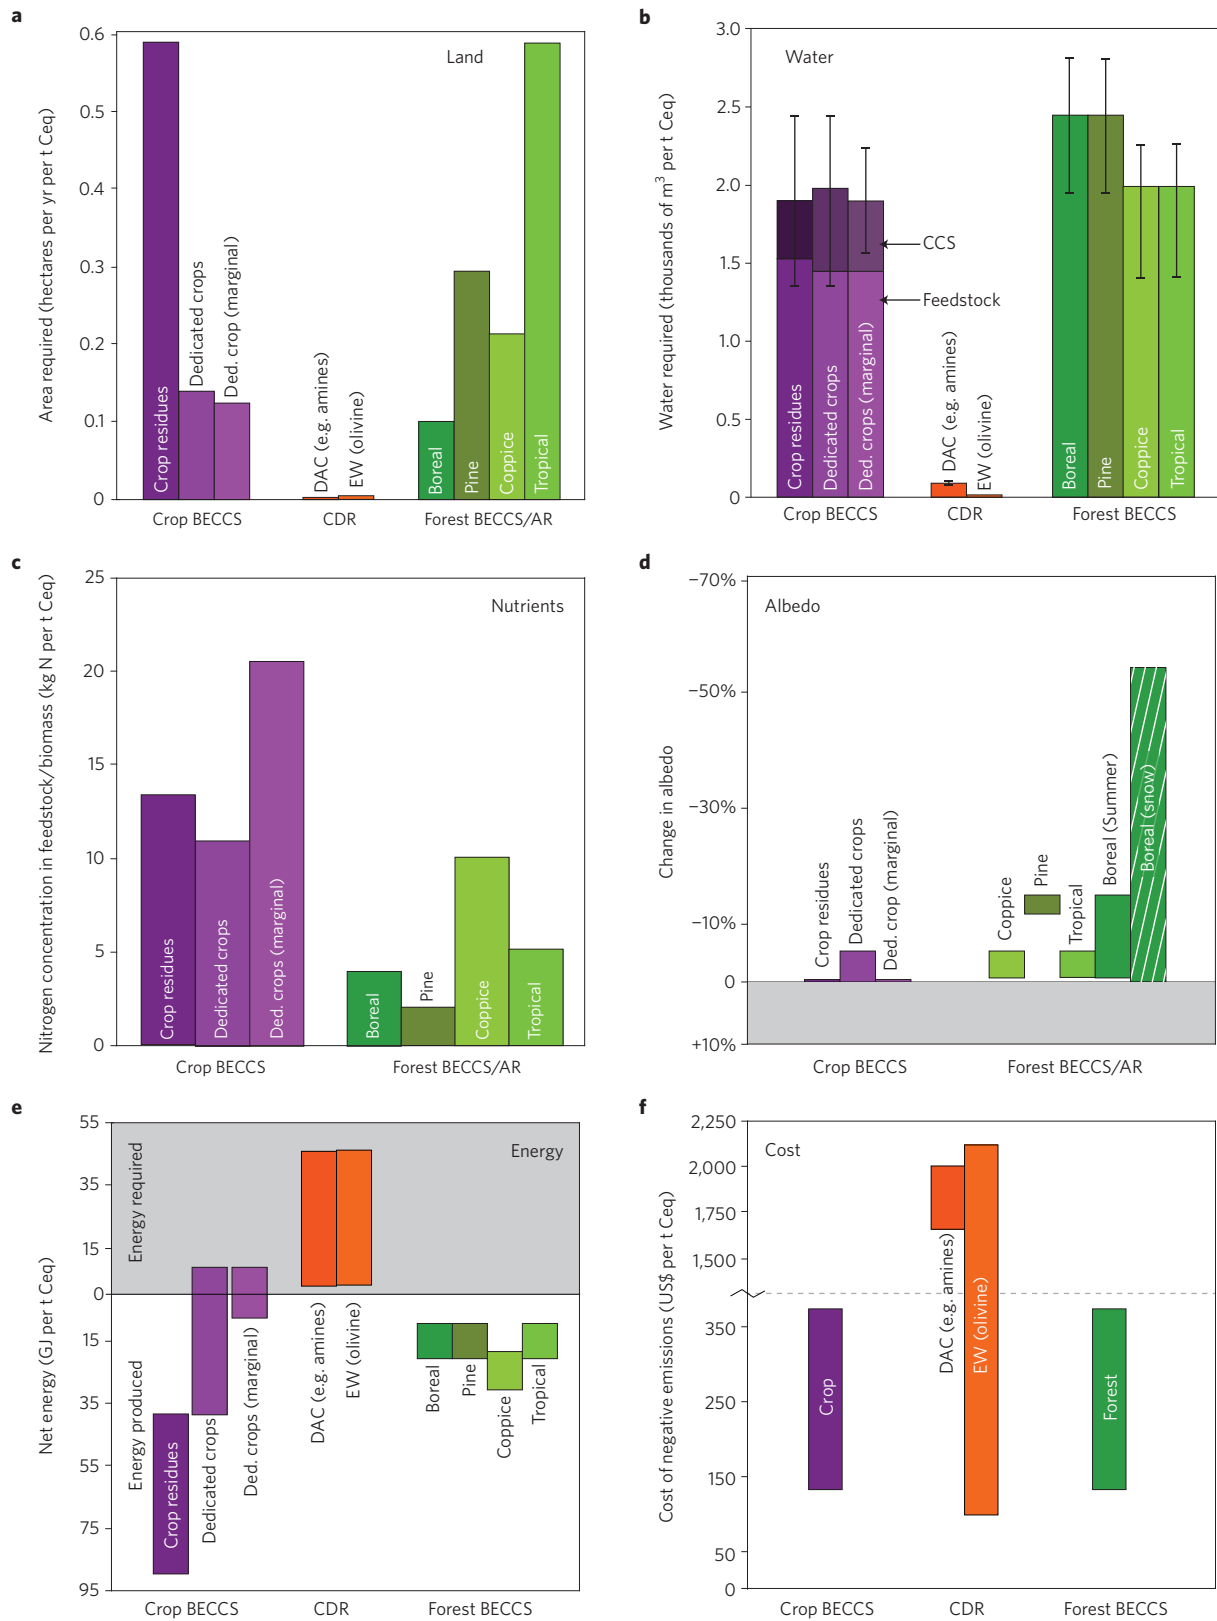 a
Land
Area required (hectares per yr per t Ceq)
0.6
0.5
0.4
0.3
0.2
0.1
0
Crop residues
Dedicated crops
Ded. crop (marginal)
DAC (e.g. amines)
EW (olivine)
Boreal
Pine
Coppice
Tropical
Crop BECCS
CDR
Forest BECCS/AR
b
Water
Water required (thousands of m³ per t Ceq)
3.0
2.5
2.0
1.5
1.0
0.5
0
CCS
Feedstock
Crop residues
Dedicated crops
Ded. crops (marginal)
DAC (e.g. amines)
EW (olivine)
Boreal
Pine
Coppice
Tropical
Crop BECCS
CDR
Forest BECCS
c
Nutrients
Nitrogen concentration in feedstock/biomass (kg N per t Ceq)
25
20
15
10
5
0
Crop residues
Dedicated crops
Ded. crops (marginal)
Boreal
Pine
Coppice
Tropical
Crop BECCS
Forest BECCS/AR
d
Albedo
Change in albedo
−70%
−50%
−30%
−10%
0
+10%
Crop residues
Dedicated crops
Ded. crop (marginal)
Coppice
Pine
Tropical
Boreal (Summer)
Boreal (snow)
Crop BECCS
Forest BECCS/AR
e
Energy
Net energy (GJ per t Ceq)
Energy required
Energy produced
55
35
15
0
15
35
55
75
95
Crop residues
Dedicated crops
Ded. crops (marginal)
DAC (e.g. amines)
EW (olivine)
Boreal
Pine
Coppice
Tropical
Crop BECCS
CDR
Forest BECCS
f
Cost
Cost of negative emissions (US$ per t Ceq)
2,250
2,000
1,750
1,500
350
250
150
50
0
Crop
DAC (e.g. amines)
EW (olivine)
Forest
Crop BECCS
CDR
Forest BECCS